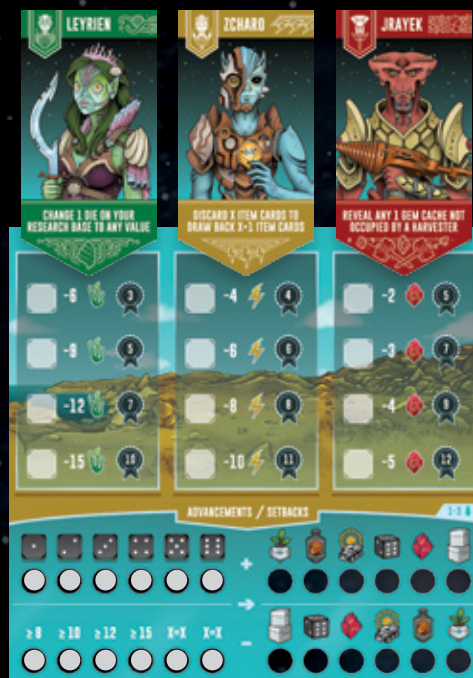 LEYRIEN
ZCHARO
JRAYEK
CHANGE 1 DIE ON YOUR
RESEARCH BASE TO ANY VALUE
DISCARD X ITEM CARDS TO
DRAW BACK X-1 ITEM CARDS
REVEAL ANY 1 GEM CACHE NOT
OCCUPIED BY A HARVESTER
-6 3
-4 4
-2 5
-9 5
-6 6
-3 7
-12 7
-8 8
-4 9
-15 10
-10 11
-5 12
ADVANCEMENTS / SETBACKS
1-3
+
≥8 ≥10 ≥12 ≥15 X=X X=X
-